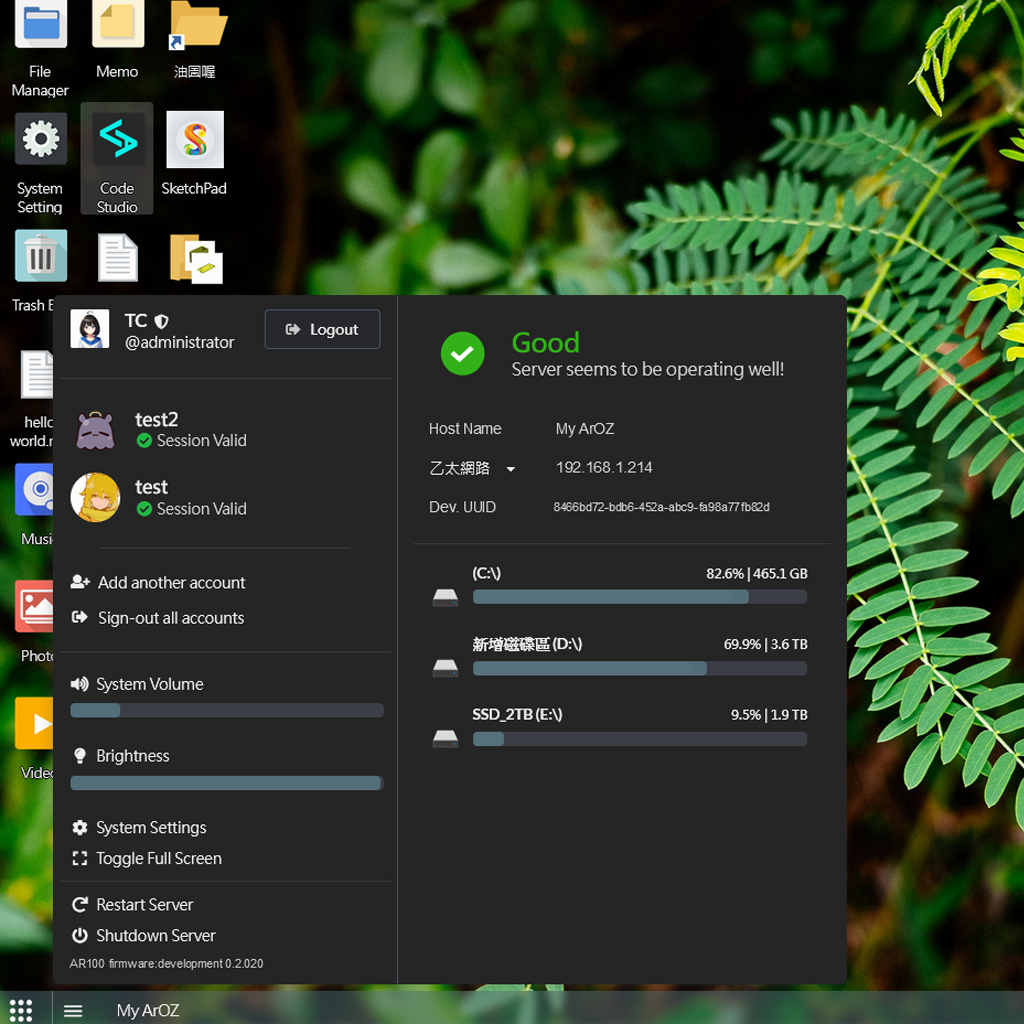 File
Manager
Memo
油圖喔
System
Setting
Code
Studio
SketchPad
Trash
hello
world.
Music
Photo
Video
TC
@administrator
Logout
test2
Session Valid
test
Session Valid
Add another account
Sign-out all accounts
System Volume
Brightness
System Settings
Toggle Full Screen
Restart Server
Shutdown Server
AR100 firmware:development 0.2.020
Good
Server seems to be operating well!
Host Name
My ArOZ
乙太網路
192.168.1.214
Dev. UUID
8466bd72-bdb6-452a-abc9-fa98a77fb82d
(C:\)
82.6% | 465.1 GB
新增磁碟區 (D:\)
69.9% | 3.6 TB
SSD_2TB (E:\)
9.5% | 1.9 TB
My ArOZ